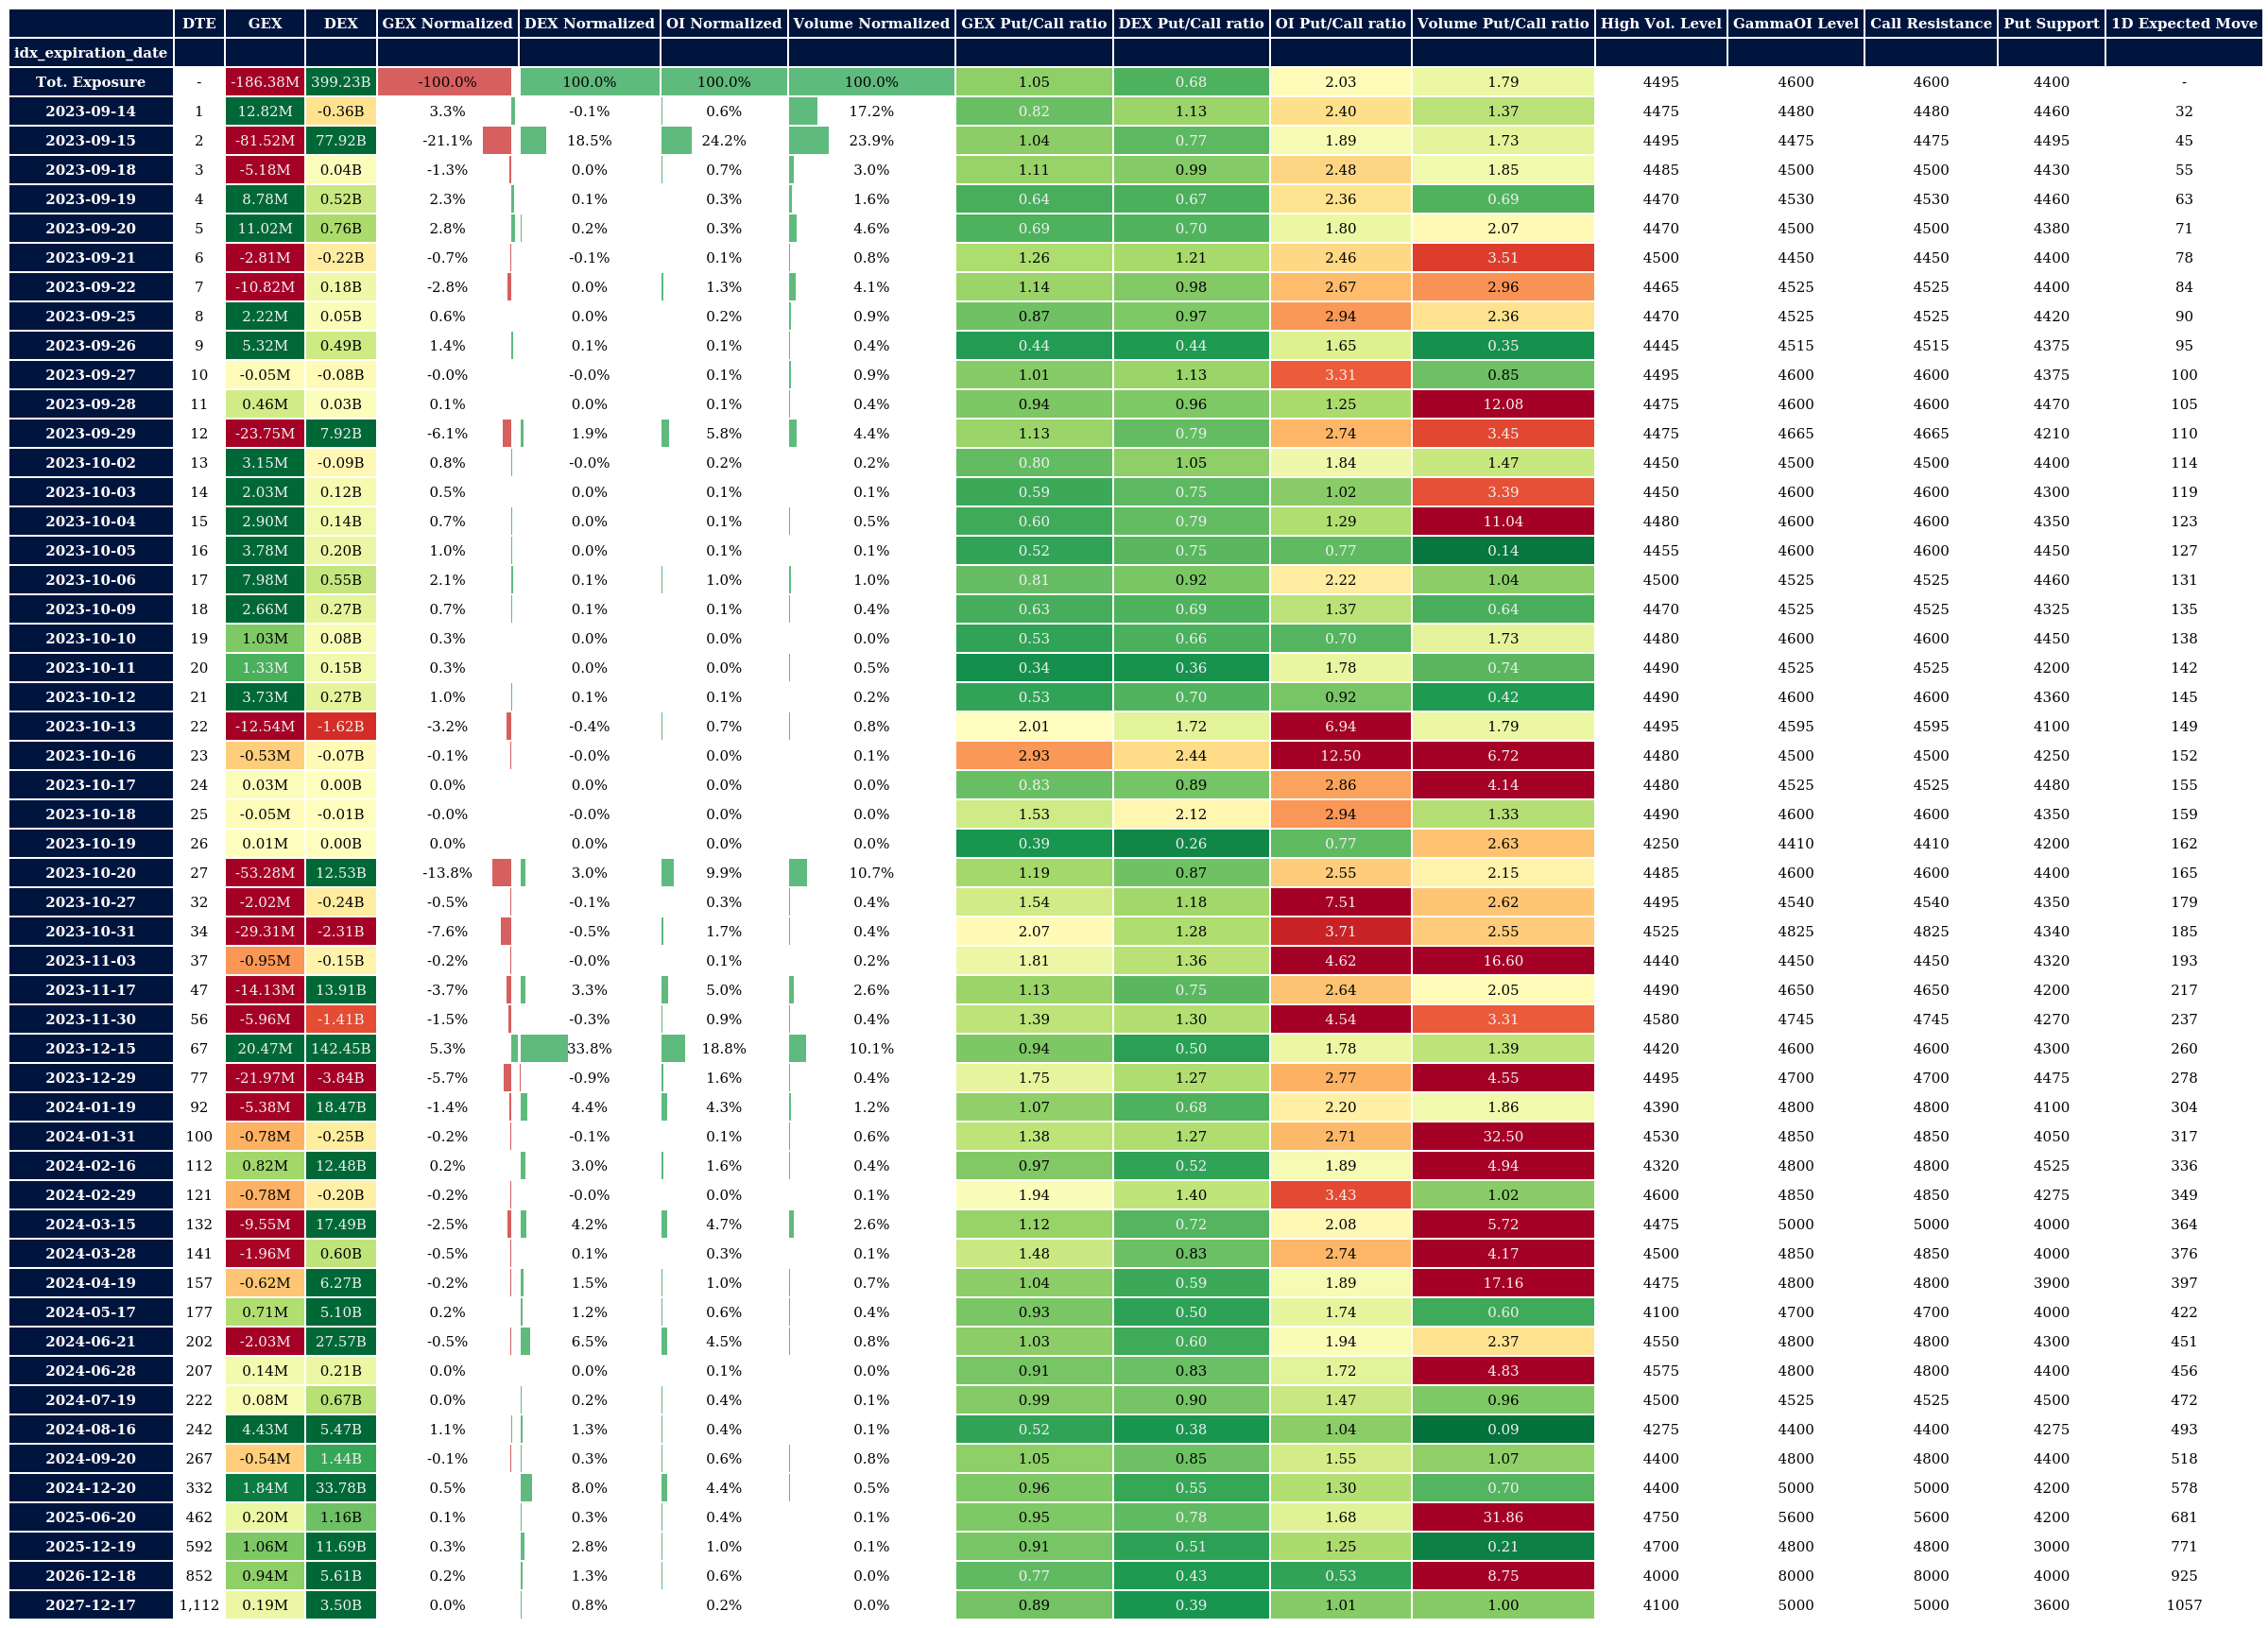 DTE GEX DEX GEX Normalized DEX Normalized OI Normalized Volume Normalized GEX Put/Call ratio DEX Put/Call ratio OI Put/Call ratio Volume Put/Call ratio High Vol. Level GammaOI Level Call Resistance Put Support 1D Expected Move
idx_expiration_date
Tot. Exposure - -186.38M 399.23B -100.0% 100.0% 100.0% 100.0% 1.05 0.68 2.03 1.79 4495 4600 4600 4400 -
2023-09-14 1 12.82M -0.36B 3.3% -0.1% 0.6% 17.2% 0.82 1.13 2.40 1.37 4475 4480 4480 4460 32
2023-09-15 2 -81.52M 77.92B -21.1% 18.5% 24.2% 23.9% 1.04 0.77 1.89 1.73 4495 4475 4475 4495 45
2023-09-18 3 -5.18M 0.04B -1.3% 0.0% 0.7% 3.0% 1.11 0.99 2.48 1.85 4485 4500 4500 4430 55
2023-09-19 4 8.78M 0.52B 2.3% 0.1% 0.3% 1.6% 0.64 0.67 2.36 0.69 4470 4530 4530 4460 63
2023-09-20 5 11.02M 0.76B 2.8% 0.2% 0.3% 4.6% 0.69 0.70 1.80 2.07 4470 4500 4500 4380 71
2023-09-21 6 -2.81M -0.22B -0.7% -0.1% 0.1% 0.8% 1.26 1.21 2.46 3.51 4500 4450 4450 4400 78
2023-09-22 7 -10.82M 0.18B -2.8% 0.0% 1.3% 4.1% 1.14 0.98 2.67 2.96 4465 4525 4525 4400 84
2023-09-25 8 2.22M 0.05B 0.6% 0.0% 0.2% 0.9% 0.87 0.97 2.94 2.36 4470 4525 4525 4420 90
2023-09-26 9 5.32M 0.49B 1.4% 0.1% 0.1% 0.4% 0.44 0.44 1.65 0.35 4445 4515 4515 4375 95
2023-09-27 10 -0.05M -0.08B -0.0% -0.0% 0.1% 0.9% 1.01 1.13 3.31 0.85 4495 4600 4600 4375 100
2023-09-28 11 0.46M 0.03B 0.1% 0.0% 0.1% 0.4% 0.94 0.96 1.25 12.08 4475 4600 4600 4470 105
2023-09-29 12 -23.75M 7.92B -6.1% 1.9% 5.8% 4.4% 1.13 0.79 2.74 3.45 4475 4665 4665 4210 110
2023-10-02 13 3.15M -0.09B 0.8% -0.0% 0.2% 0.2% 0.80 1.05 1.84 1.47 4450 4500 4500 4400 114
2023-10-03 14 2.03M 0.12B 0.5% 0.0% 0.1% 0.1% 0.59 0.75 1.02 3.39 4450 4600 4600 4300 119
2023-10-04 15 2.90M 0.14B 0.7% 0.0% 0.1% 0.5% 0.60 0.79 1.29 11.04 4480 4600 4600 4350 123
2023-10-05 16 3.78M 0.20B 1.0% 0.0% 0.1% 0.1% 0.52 0.75 0.77 0.14 4455 4600 4600 4450 127
2023-10-06 17 7.98M 0.55B 2.1% 0.1% 1.0% 1.0% 0.81 0.92 2.22 1.04 4500 4525 4525 4460 131
2023-10-09 18 2.66M 0.27B 0.7% 0.1% 0.1% 0.4% 0.63 0.69 1.37 0.64 4470 4525 4525 4325 135
2023-10-10 19 1.03M 0.08B 0.3% 0.0% 0.0% 0.0% 0.53 0.66 0.70 1.73 4480 4600 4600 4450 138
2023-10-11 20 1.33M 0.15B 0.3% 0.0% 0.0% 0.5% 0.34 0.36 1.78 0.74 4490 4525 4525 4200 142
2023-10-12 21 3.73M 0.27B 1.0% 0.1% 0.1% 0.2% 0.53 0.70 0.92 0.42 4490 4600 4600 4360 145
2023-10-13 22 -12.54M -1.62B -3.2% -0.4% 0.7% 0.8% 2.01 1.72 6.94 1.79 4495 4595 4595 4100 149
2023-10-16 23 -0.53M -0.07B -0.1% -0.0% 0.0% 0.1% 2.93 2.44 12.50 6.72 4480 4500 4500 4250 152
2023-10-17 24 0.03M 0.00B 0.0% 0.0% 0.0% 0.0% 0.83 0.89 2.86 4.14 4480 4525 4525 4480 155
2023-10-18 25 -0.05M -0.01B -0.0% -0.0% 0.0% 0.0% 1.53 2.12 2.94 1.33 4490 4600 4600 4350 159
2023-10-19 26 0.01M 0.00B 0.0% 0.0% 0.0% 0.0% 0.39 0.26 0.77 2.63 4250 4410 4410 4200 162
2023-10-20 27 -53.28M 12.53B -13.8% 3.0% 9.9% 10.7% 1.19 0.87 2.55 2.15 4485 4600 4600 4400 165
2023-10-27 32 -2.02M -0.24B -0.5% -0.1% 0.3% 0.4% 1.54 1.18 7.51 2.62 4495 4540 4540 4350 179
2023-10-31 34 -29.31M -2.31B -7.6% -0.5% 1.7% 0.4% 2.07 1.28 3.71 2.55 4525 4825 4825 4340 185
2023-11-03 37 -0.95M -0.15B -0.2% -0.0% 0.1% 0.2% 1.81 1.36 4.62 16.60 4440 4450 4450 4320 193
2023-11-17 47 -14.13M 13.91B -3.7% 3.3% 5.0% 2.6% 1.13 0.75 2.64 2.05 4490 4650 4650 4200 217
2023-11-30 56 -5.96M -1.41B -1.5% -0.3% 0.9% 0.4% 1.39 1.30 4.54 3.31 4580 4745 4745 4270 237
2023-12-15 67 20.47M 142.45B 5.3% 33.8% 18.8% 10.1% 0.94 0.50 1.78 1.39 4420 4600 4600 4300 260
2023-12-29 77 -21.97M -3.84B -5.7% -0.9% 1.6% 0.4% 1.75 1.27 2.77 4.55 4495 4700 4700 4475 278
2024-01-19 92 -5.38M 18.47B -1.4% 4.4% 4.3% 1.2% 1.07 0.68 2.20 1.86 4390 4800 4800 4100 304
2024-01-31 100 -0.78M -0.25B -0.2% -0.1% 0.1% 0.6% 1.38 1.27 2.71 32.50 4530 4850 4850 4050 317
2024-02-16 112 0.82M 12.48B 0.2% 3.0% 1.6% 0.4% 0.97 0.52 1.89 4.94 4320 4800 4800 4525 336
2024-02-29 121 -0.78M -0.20B -0.2% -0.0% 0.0% 0.1% 1.94 1.40 3.43 1.02 4600 4850 4850 4275 349
2024-03-15 132 -9.55M 17.49B -2.5% 4.2% 4.7% 2.6% 1.12 0.72 2.08 5.72 4475 5000 5000 4000 364
2024-03-28 141 -1.96M 0.60B -0.5% 0.1% 0.3% 0.1% 1.48 0.83 2.74 4.17 4500 4850 4850 4000 376
2024-04-19 157 -0.62M 6.27B -0.2% 1.5% 1.0% 0.7% 1.04 0.59 1.89 17.16 4475 4800 4800 3900 397
2024-05-17 177 0.71M 5.10B 0.2% 1.2% 0.6% 0.4% 0.93 0.50 1.74 0.60 4100 4700 4700 4000 422
2024-06-21 202 -2.03M 27.57B -0.5% 6.5% 4.5% 0.8% 1.03 0.60 1.94 2.37 4550 4800 4800 4300 451
2024-06-28 207 0.14M 0.21B 0.0% 0.0% 0.1% 0.0% 0.91 0.83 1.72 4.83 4575 4800 4800 4400 456
2024-07-19 222 0.08M 0.67B 0.0% 0.2% 0.4% 0.1% 0.99 0.90 1.47 0.96 4500 4525 4525 4500 472
2024-08-16 242 4.43M 5.47B 1.1% 1.3% 0.4% 0.1% 0.52 0.38 1.04 0.09 4275 4400 4400 4275 493
2024-09-20 267 -0.54M 1.44B -0.1% 0.3% 0.6% 0.8% 1.05 0.85 1.55 1.07 4400 4800 4800 4400 518
2024-12-20 332 1.84M 33.78B 0.5% 8.0% 4.4% 0.5% 0.96 0.55 1.30 0.70 4400 5000 5000 4200 578
2025-06-20 462 0.20M 1.16B 0.1% 0.3% 0.4% 0.1% 0.95 0.78 1.68 31.86 4750 5600 5600 4200 681
2025-12-19 592 1.06M 11.69B 0.3% 2.8% 1.0% 0.1% 0.91 0.51 1.25 0.21 4700 4800 4800 3000 771
2026-12-18 852 0.94M 5.61B 0.2% 1.3% 0.6% 0.0% 0.77 0.43 0.53 8.75 4000 8000 8000 4000 925
2027-12-17 1,112 0.19M 3.50B 0.0% 0.8% 0.2% 0.0% 0.89 0.39 1.01 1.00 4100 5000 5000 3600 1057